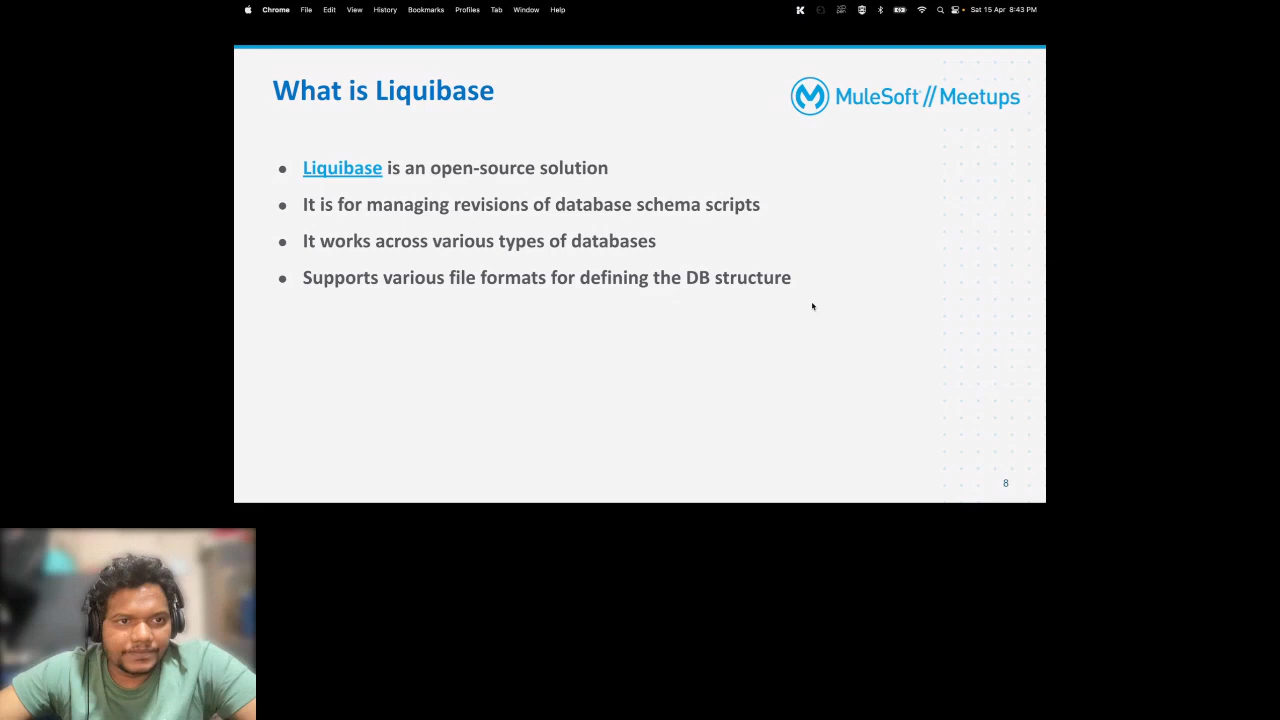 Chrome File Edit View History Bookmarks Profiles Tab Window Help Sat 15 Apr 8:43 PM
What is Liquibase
MuleSoft // Meetups
● Liquibase is an open-source solution
● It is for managing revisions of database schema scripts
● It works across various types of databases
● Supports various file formats for defining the DB structure
8